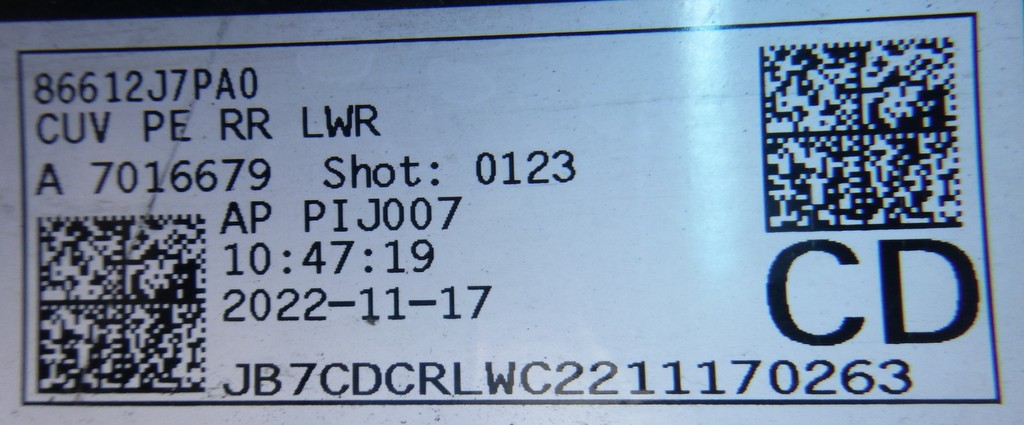 86612J7PA0
CUV PE RR LWR
A 7016679 Shot: 0123
AP PIJ007
10:47:19
2022-11-17
CD
JB7CDCRLWC2211170263